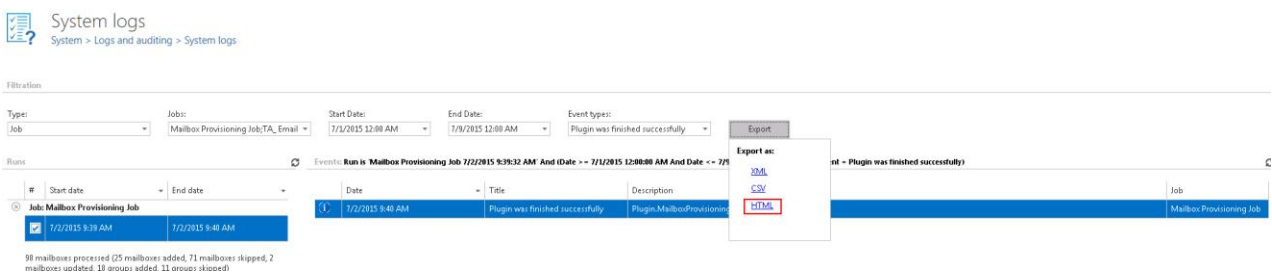 System logs
System > Logs and auditing > System logs
Filtration
Type: Jobs: Start Date: End Date: Event types:
Job Mailbox Provisioning Job;TA_ Email 7/1/2015 12:00 AM 7/9/2015 12:00 AM Plugin was finished successfully Export
Export as:
XML
CSV
HTML
Runs
Events: Run is 'Mailbox Provisioning Job 7/2/2015 9:39:32 AM' And (Date >= 7/1/2015 12:00:00 AM And Date <= 7/9 nt = Plugin was finished successfully)
# Start date End date
Date Title Description Job
Job: Mailbox Provisioning Job
7/2/2015 9:40 AM Plugin was finished successfully Plugin.MailboxProvisioning Mailbox Provisioning Job
7/2/2015 9:39 AM 7/2/2015 9:40 AM
98 mailboxes processed (25 mailboxes added, 71 mailboxes skipped, 2
mailboxes updated, 18 groups added, 11 groups skipped)